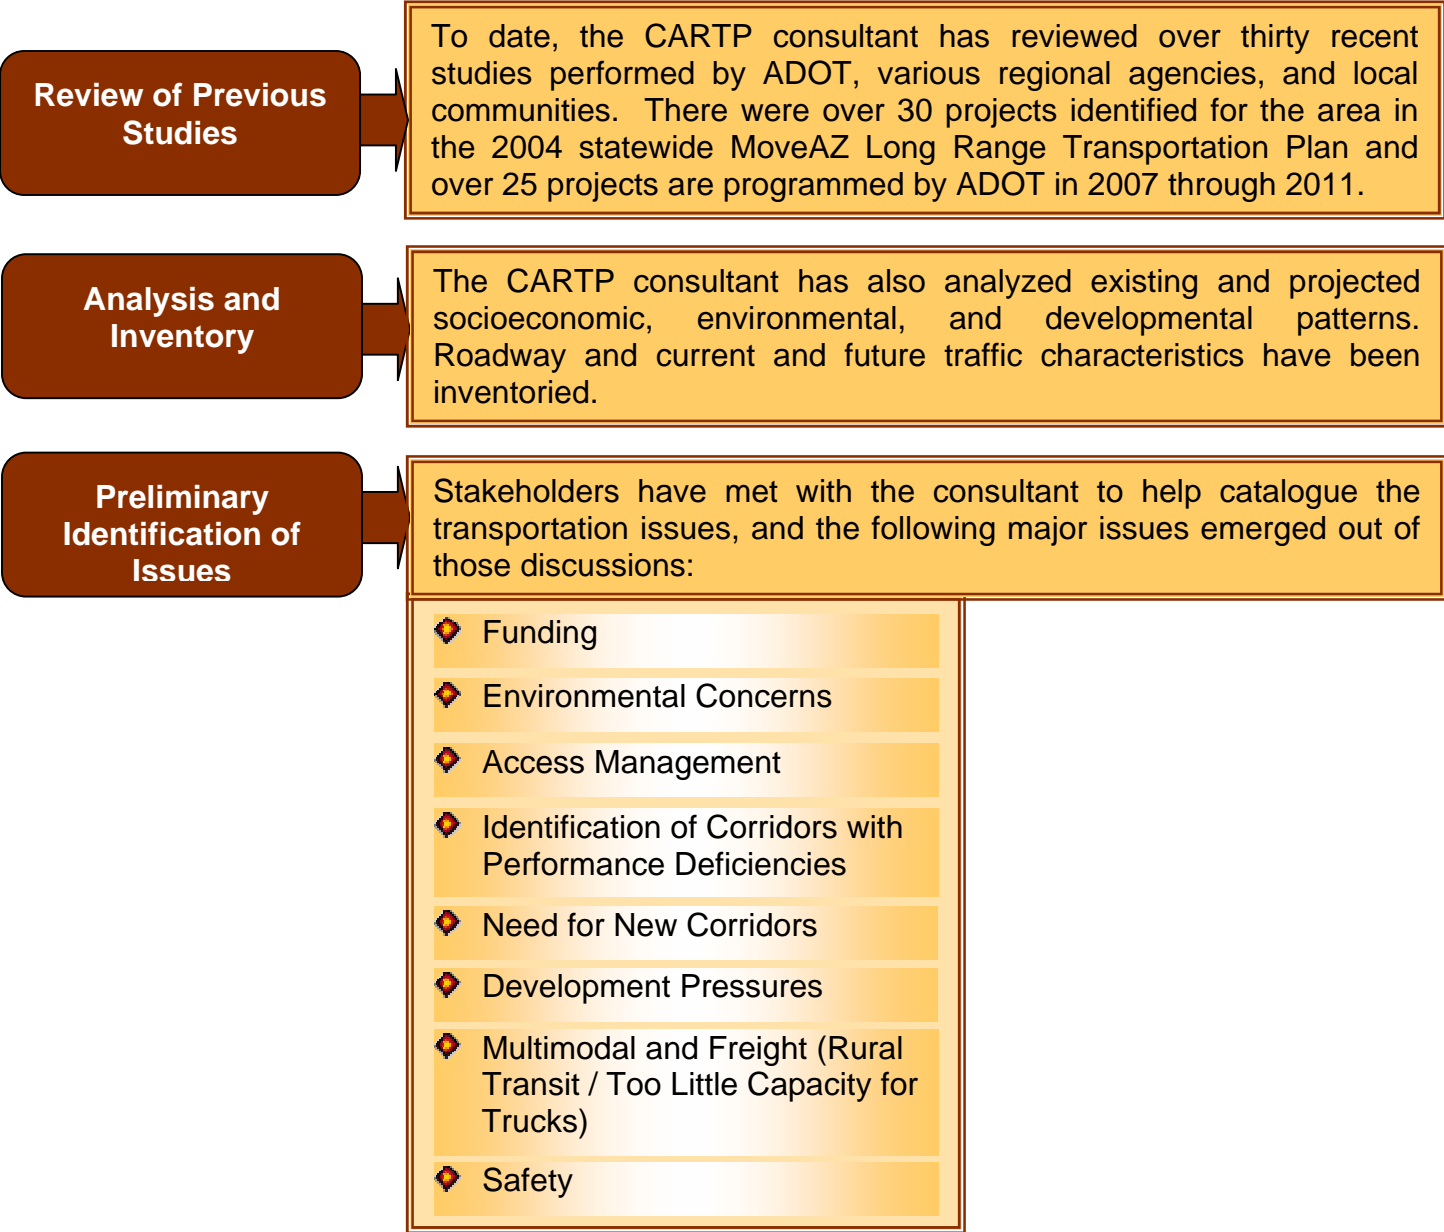 Review of Previous
Studies
To date, the CARTP consultant has reviewed over thirty recent
studies performed by ADOT, various regional agencies, and local
communities. There were over 30 projects identified for the area in
the 2004 statewide MoveAZ Long Range Transportation Plan and
over 25 projects are programmed by ADOT in 2007 through 2011.
Analysis and
Inventory
The CARTP consultant has also analyzed existing and projected
socioeconomic, environmental, and developmental patterns.
Roadway and current and future traffic characteristics have been
inventoried.
Preliminary
Identification of
Issues
Stakeholders have met with the consultant to help catalogue the
transportation issues, and the following major issues emerged out of
those discussions:
Funding
Environmental Concerns
Access Management
Identification of Corridors with
Performance Deficiencies
Need for New Corridors
Development Pressures
Multimodal and Freight (Rural
Transit / Too Little Capacity for
Trucks)
Safety